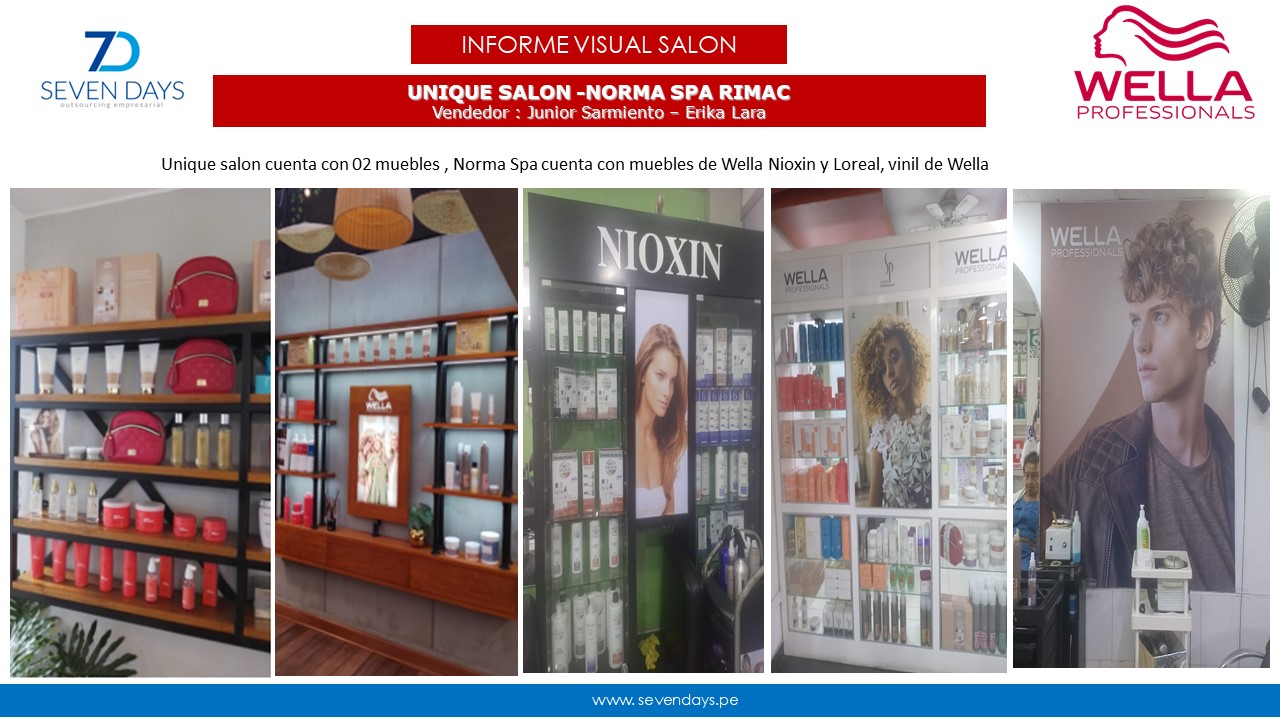 7D
SEVEN DAYS
outsourcing empresarial
INFORME VISUAL SALON
WELLA
PROFESSIONALS
UNIQUE SALON -NORMA SPA RIMAC
Vendedor : Junior Sarmiento – Erika Lara
Unique salon cuenta con 02 muebles , Norma Spa cuenta con muebles de Wella Nioxin y Loreal, vinil de Wella
WELLA
NIOXIN
WELLA
PROFESSIONALS
SP
WELLA
PROFESSIONALS
WELLA
PROFESSIONALS
www.sevendays.pe